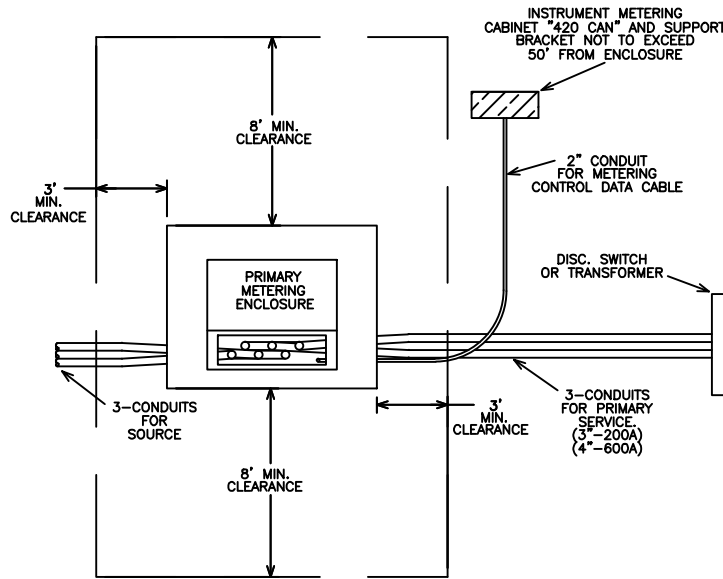 INSTRUMENT METERING
CABINET "420 CAN" AND SUPPORT
BRACKET NOT TO EXCEED
50' FROM ENCLOSURE
8' MIN.
CLEARANCE
2" CONDUIT
FOR METERING
CONTROL DATA CABLE
3'
MIN.
CLEARANCE
DISC. SWITCH
OR TRANSFORMER
PRIMARY
METERING
ENCLOSURE
3-CONDUITS
FOR
SOURCE
3'
MIN.
CLEARANCE
3-CONDUITS
FOR PRIMARY
SERVICE.
(3"-200A)
(4"-600A)
8' MIN.
CLEARANCE